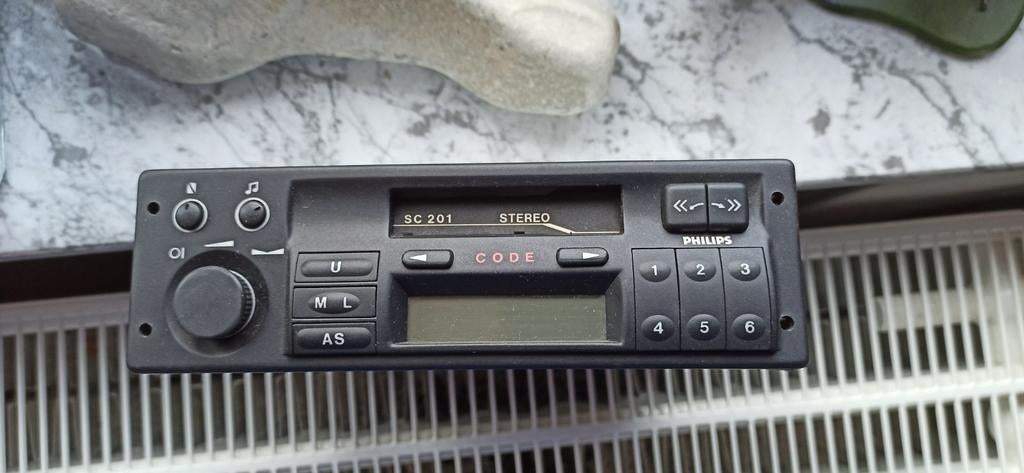 SC 201 STEREO
PHILIPS
CODE
U
M L
AS
1 2 3
4 5 6